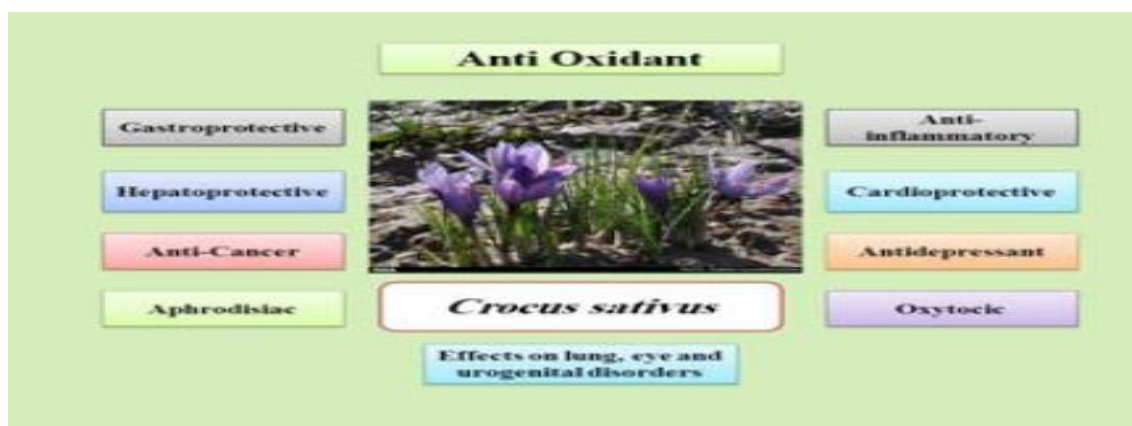 Anti Oxidant
Gastroprotective
Hepatoprotective
Anti-Cancer
Aphrodisiac
Anti-
inflammatory
Cardioprotective
Antidepressant
Oxytocic
Crocus sativus
Effects on lung, eye and
urogenital disorders